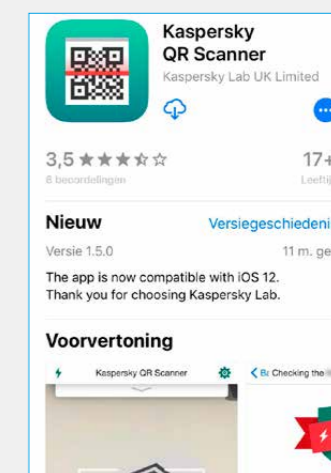 Kaspersky
QR Scanner
Kaspersky Lab UK Limited
3,5 ★★★☆☆ 17+
8 beoordelingen Leefti
Nieuw Versiegeschiedeni
Versie 1.5.0 11 m. ge
The app is now compatible with iOS 12.
Thank you for choosing Kaspersky Lab.
Voorvertoning
Kaspersky QR Scanner Ba Checking the